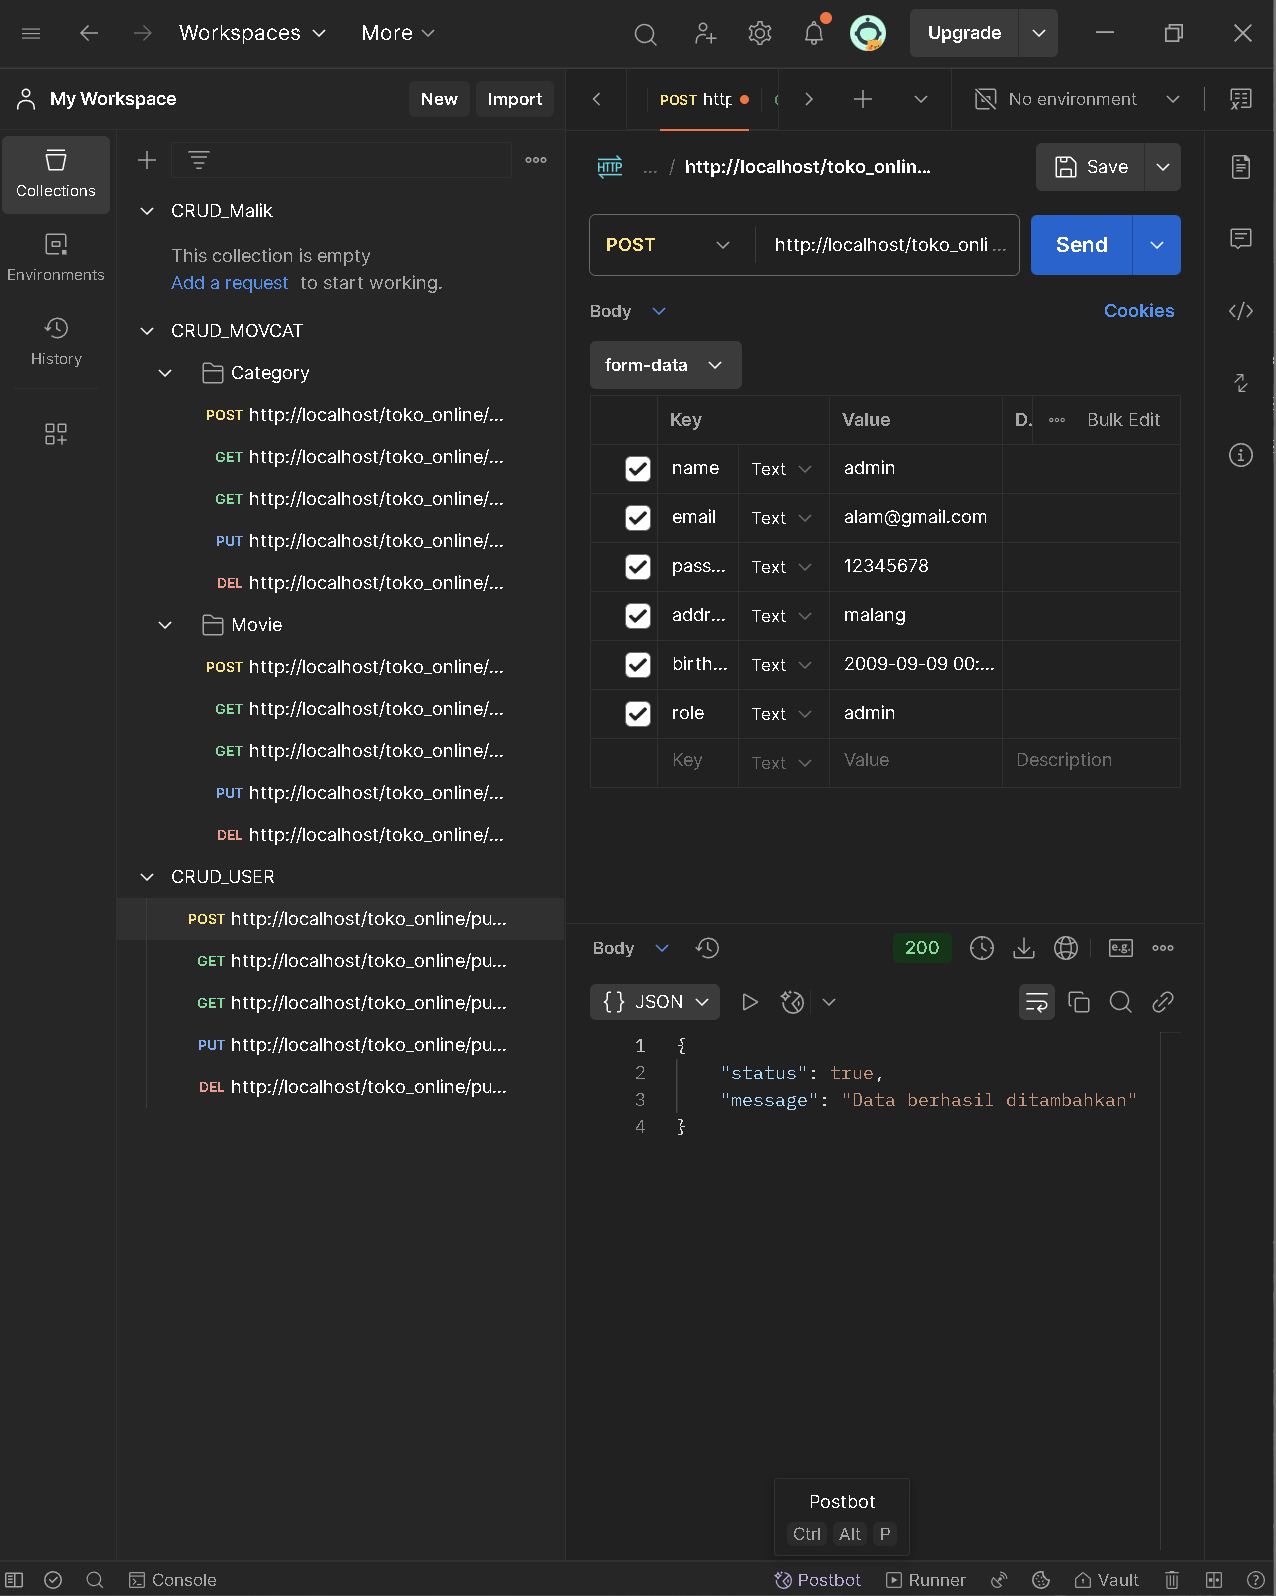 Workspaces More Upgrade
My Workspace New Import
POST http No environment
Collections
Environments
History
CRUD_Malik
This collection is empty
Add a request to start working.
CRUD_MOVCAT
Category
POST http://localhost/toko_online/...
GET http://localhost/toko_online/...
GET http://localhost/toko_online/...
PUT http://localhost/toko_online/...
DEL http://localhost/toko_online/...
Movie
POST http://localhost/toko_online/...
GET http://localhost/toko_online/...
GET http://localhost/toko_online/...
PUT http://localhost/toko_online/...
DEL http://localhost/toko_online/...
CRUD_USER
POST http://localhost/toko_online/pu...
GET http://localhost/toko_online/pu...
GET http://localhost/toko_online/pu...
PUT http://localhost/toko_online/pu...
DEL http://localhost/toko_online/pu...
HTTP ... / http://localhost/toko_onlin... Save
POST http://localhost/toko_onli... Send
Body Cookies
form-data
Key Value D. Bulk Edit
name Text admin
email Text alam@gmail.com
pass... Text 12345678
addr... Text malang
birth... Text 2009-09-09 00:...
role Text admin
Key Text Value Description
Body 200 e.g.
{} JSON
1 {
2 "status": true,
3 "message": "Data berhasil ditambahkan"
4 }
Postbot
Ctrl Alt P
Console Postbot Runner Vault